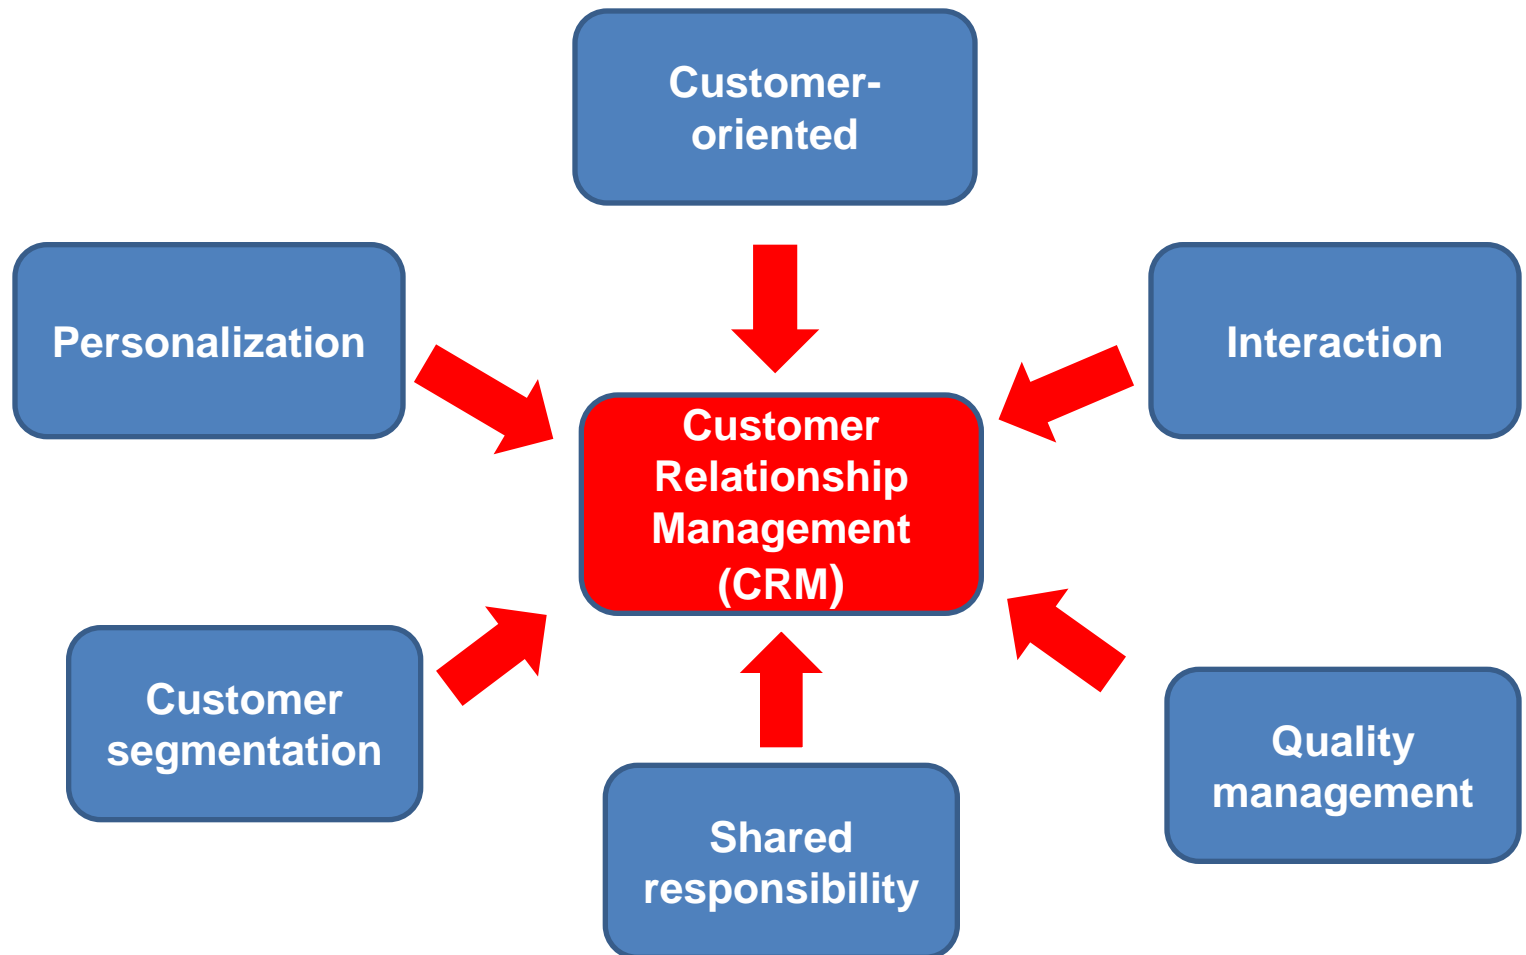 Customer-
oriented
Personalization
Interaction
Customer
Relationship
Management
(CRM)
Customer
segmentation
Quality
management
Shared
responsibility